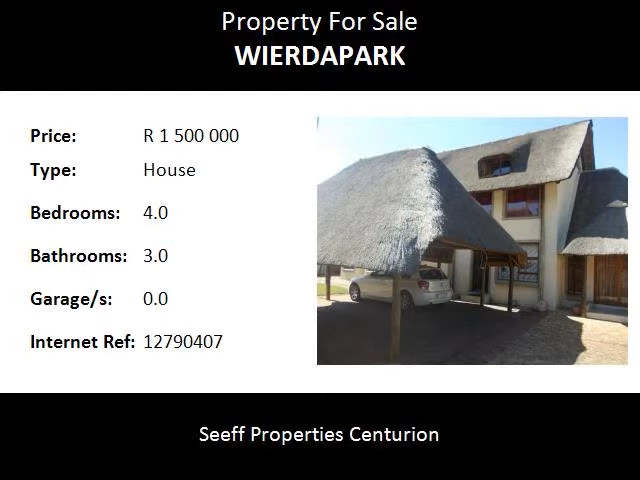 Property For Sale
WIERDAPARK
Price: R 1 500 000
Type: House
Bedrooms: 4.0
Bathrooms: 3.0
Garage/s: 0.0
Internet Ref: 12790407
Seeff Properties Centurion